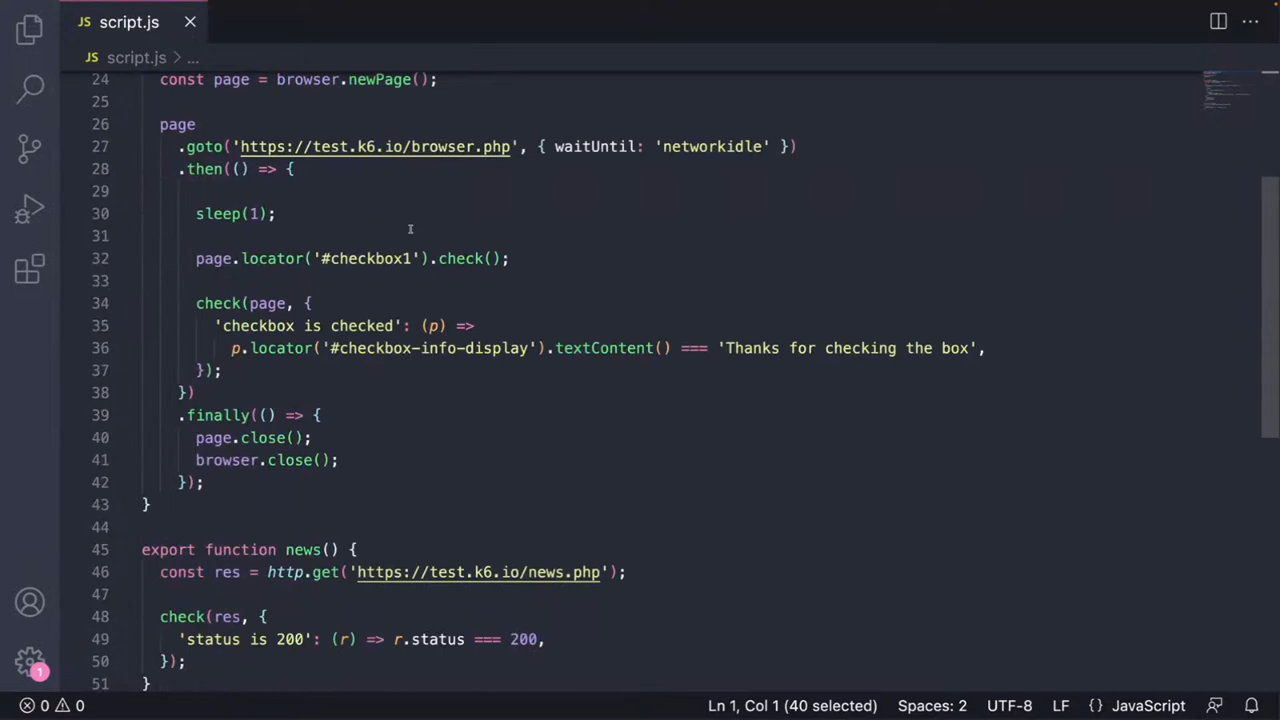 JS script.js
JS script.js > ...
24 const page = browser.newPage();
25
26 page
27 .goto('https://test.k6.io/browser.php', { waitUntil: 'networkidle' })
28 .then(() => {
29
30 sleep(1);
31
32 page.locator('#checkbox1').check();
33
34 check(page, {
35 'checkbox is checked': (p) =>
36 p.locator('#checkbox-info-display').textContent() === 'Thanks for checking the box',
37 });
38 })
39 .finally(() => {
40 page.close();
41 browser.close();
42 });
43 }
44
45 export function news() {
46 const res = http.get('https://test.k6.io/news.php');
47
48 check(res, {
49 'status is 200': (r) => r.status === 200,
50 });
51 }
1
0 0 Ln 1, Col 1 (40 selected) Spaces: 2 UTF-8 LF {} JavaScript